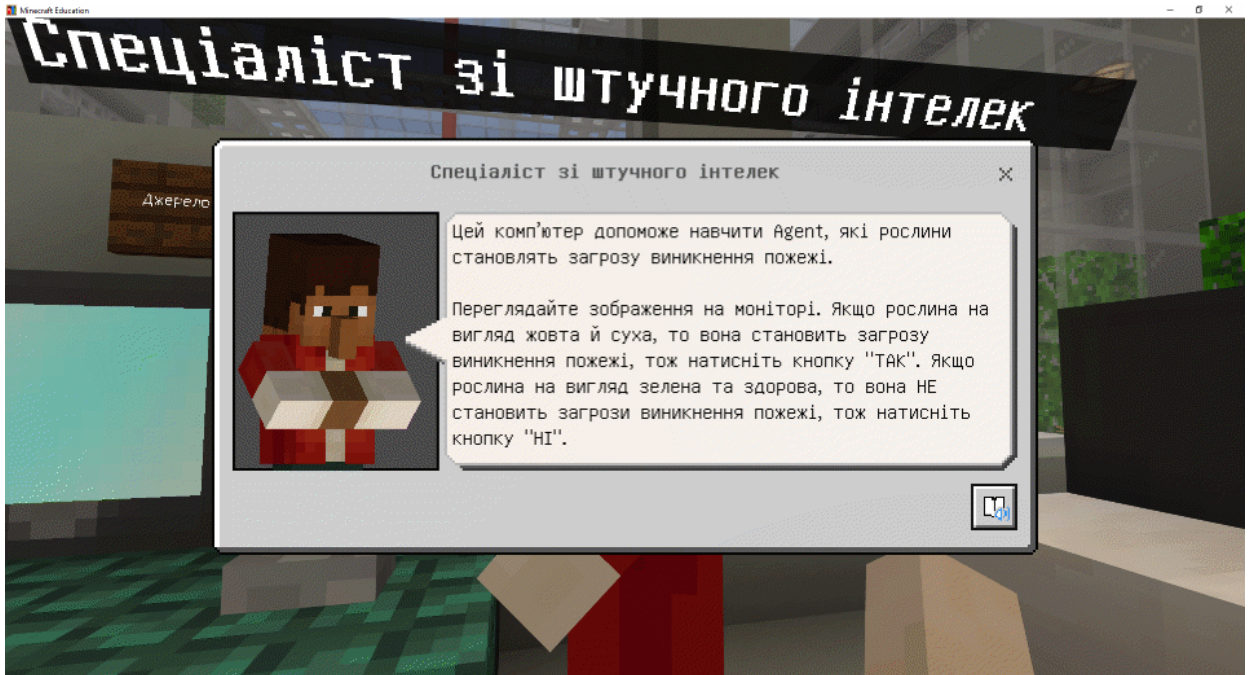 Minecraft Education
Спеціаліст зі штучного інтелек
Джерело
Спеціаліст зі штучного інтелек
Цей комп'ютер допоможе навчити Agent, які рослини
становлять загрозу виникнення пожежі.
Переглядайте зображення на моніторі. Якщо рослина на
вигляд жовта й суха, то вона становить загрозу
виникнення пожежі, тож натисніть кнопку "ТАК". Якщо
рослина на вигляд зелена та здорова, то вона НЕ
становить загрози виникнення пожежі, тож натисніть
кнопку "НІ".